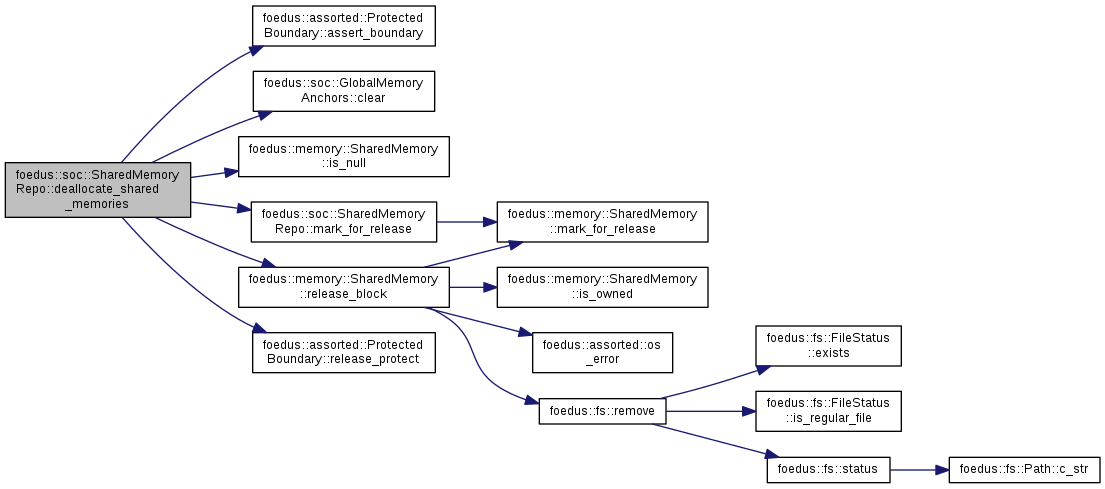 foedus::soc::SharedMemory
Repo::deallocate_shared
_memories
foedus::assorted::Protected
Boundary::assert_boundary
foedus::soc::GlobalMemory
Anchors::clear
foedus::memory::SharedMemory
::is_null
foedus::soc::SharedMemory
Repo::mark_for_release
foedus::memory::SharedMemory
::release_block
foedus::assorted::Protected
Boundary::release_protect
foedus::memory::SharedMemory
::mark_for_release
foedus::memory::SharedMemory
::is_owned
foedus::assorted::os
_error
foedus::fs::remove
foedus::fs::FileStatus
::exists
foedus::fs::FileStatus
::is_regular_file
foedus::fs::status
foedus::fs::Path::c_str